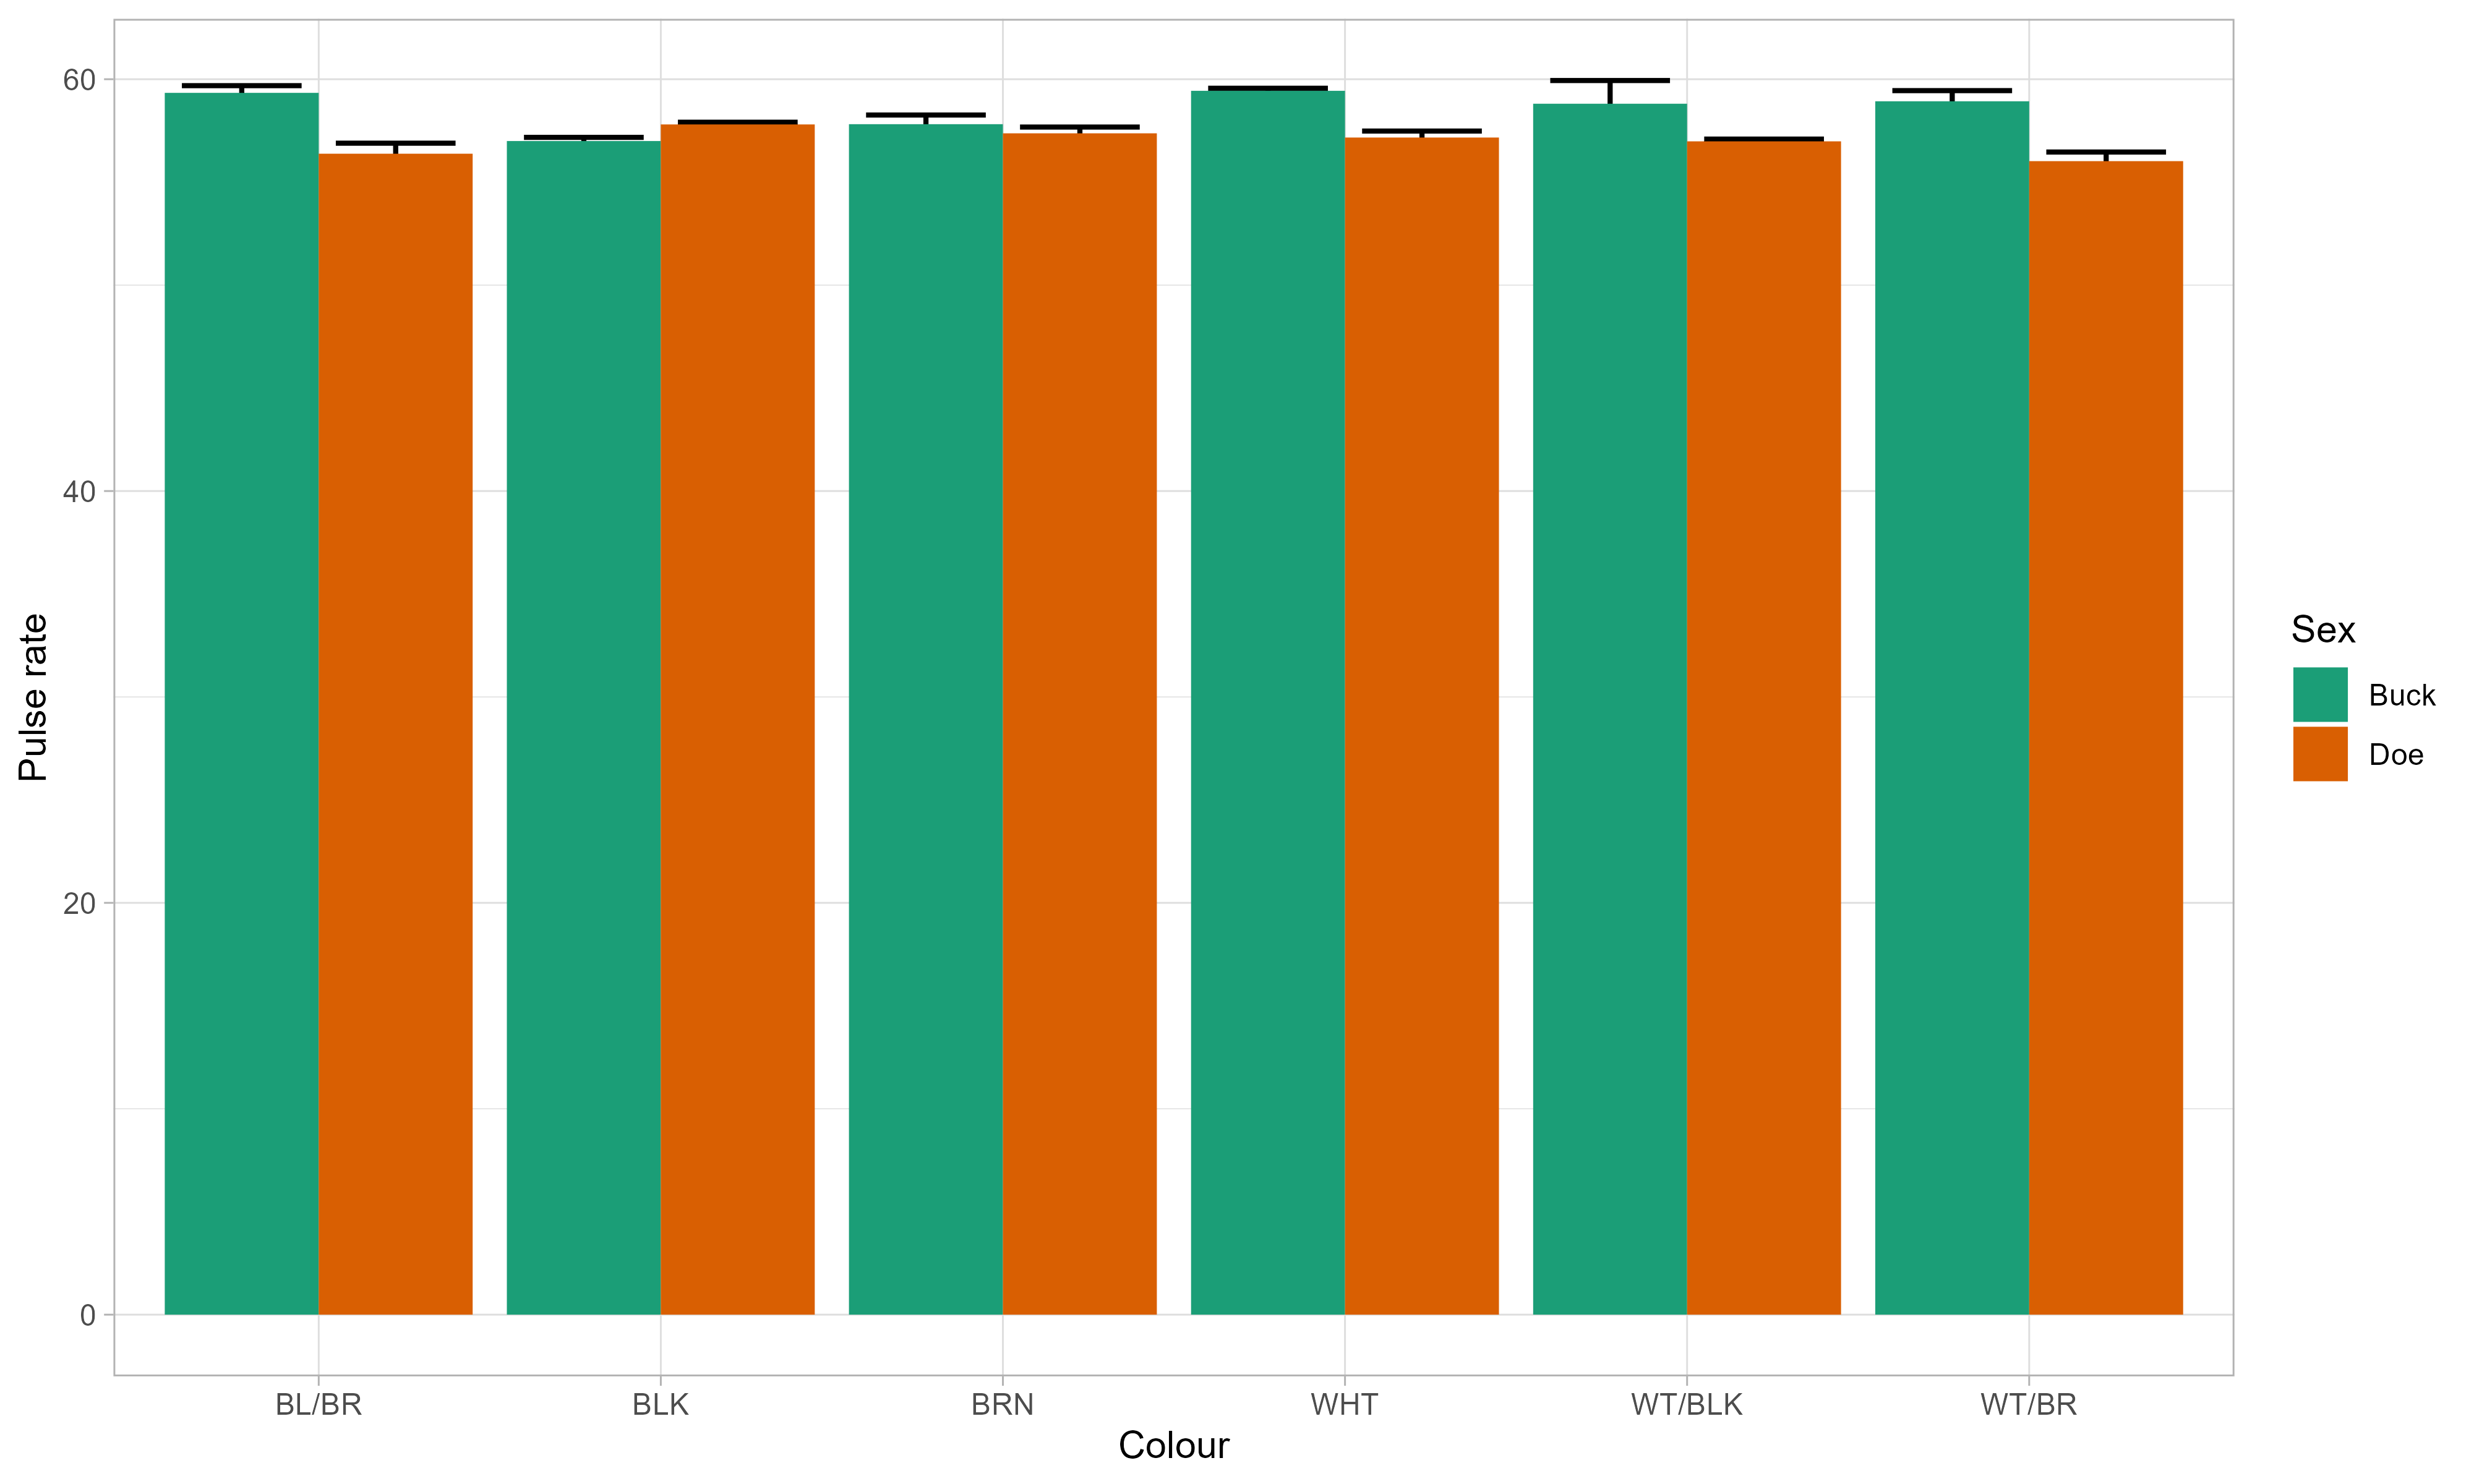 60
40
20
0
Pulse rate
BL/BR
BLK
BRN
WHT
WT/BLK
WT/BR
Colour
Sex
Buck
Doe